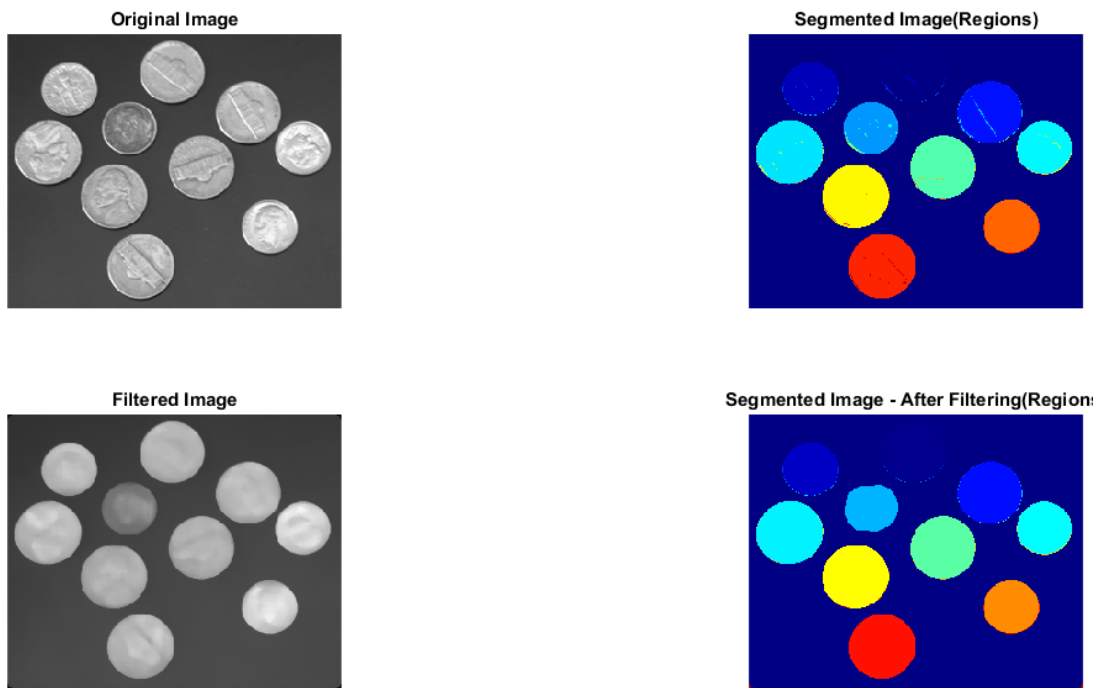 Original Image
Segmented Image(Regions)
Filtered Image
Segmented Image - After Filtering(Regions